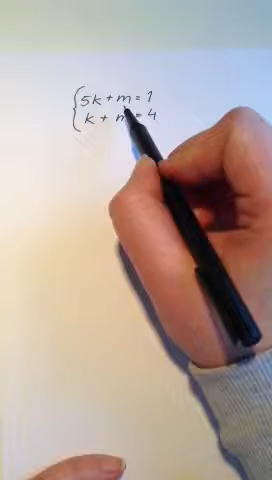 5k + m = 1
k + m = 4